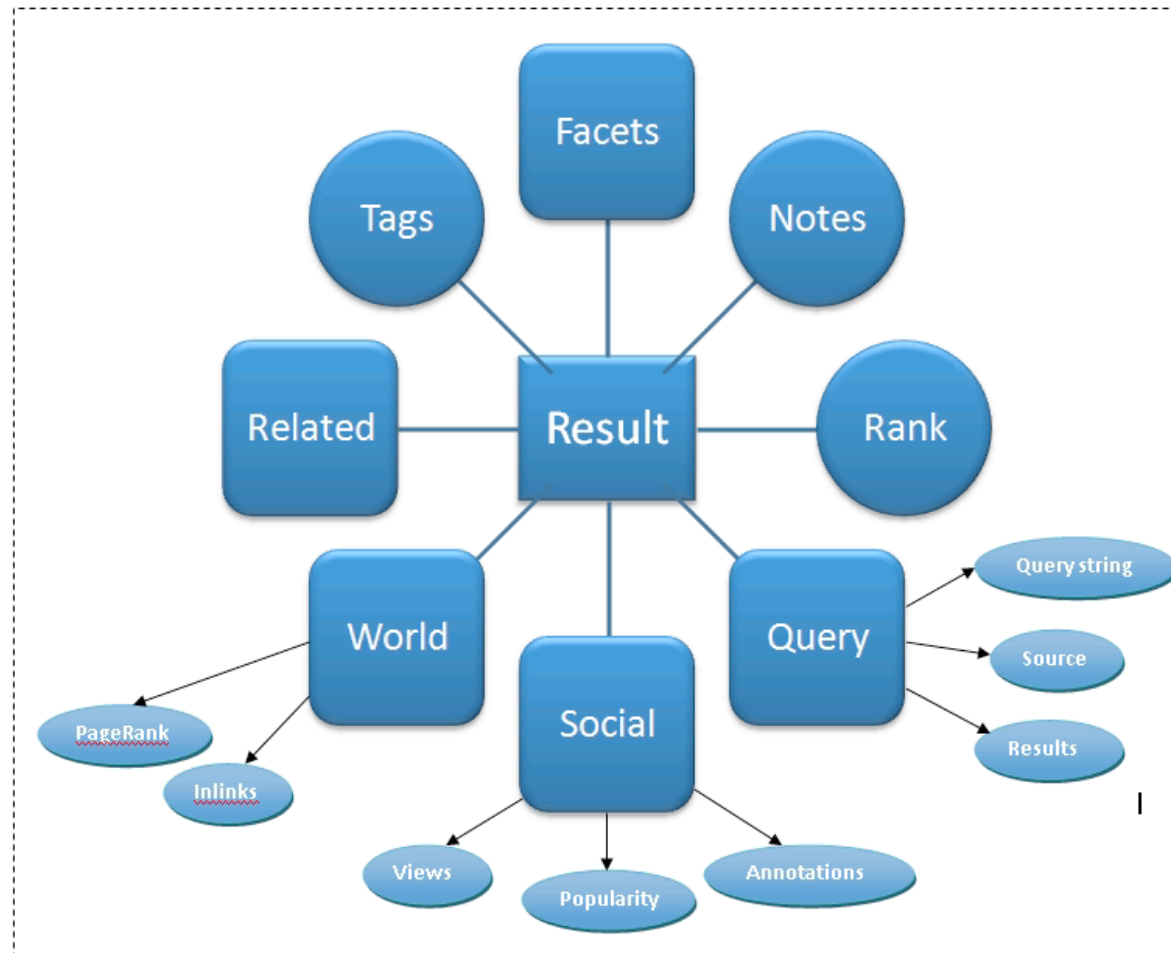 Facets
Tags
Notes
Related
Result
Rank
Query string
World
Query
Source
Social
PageRank
Results
Inlinks
Views
Annotations
Popularity